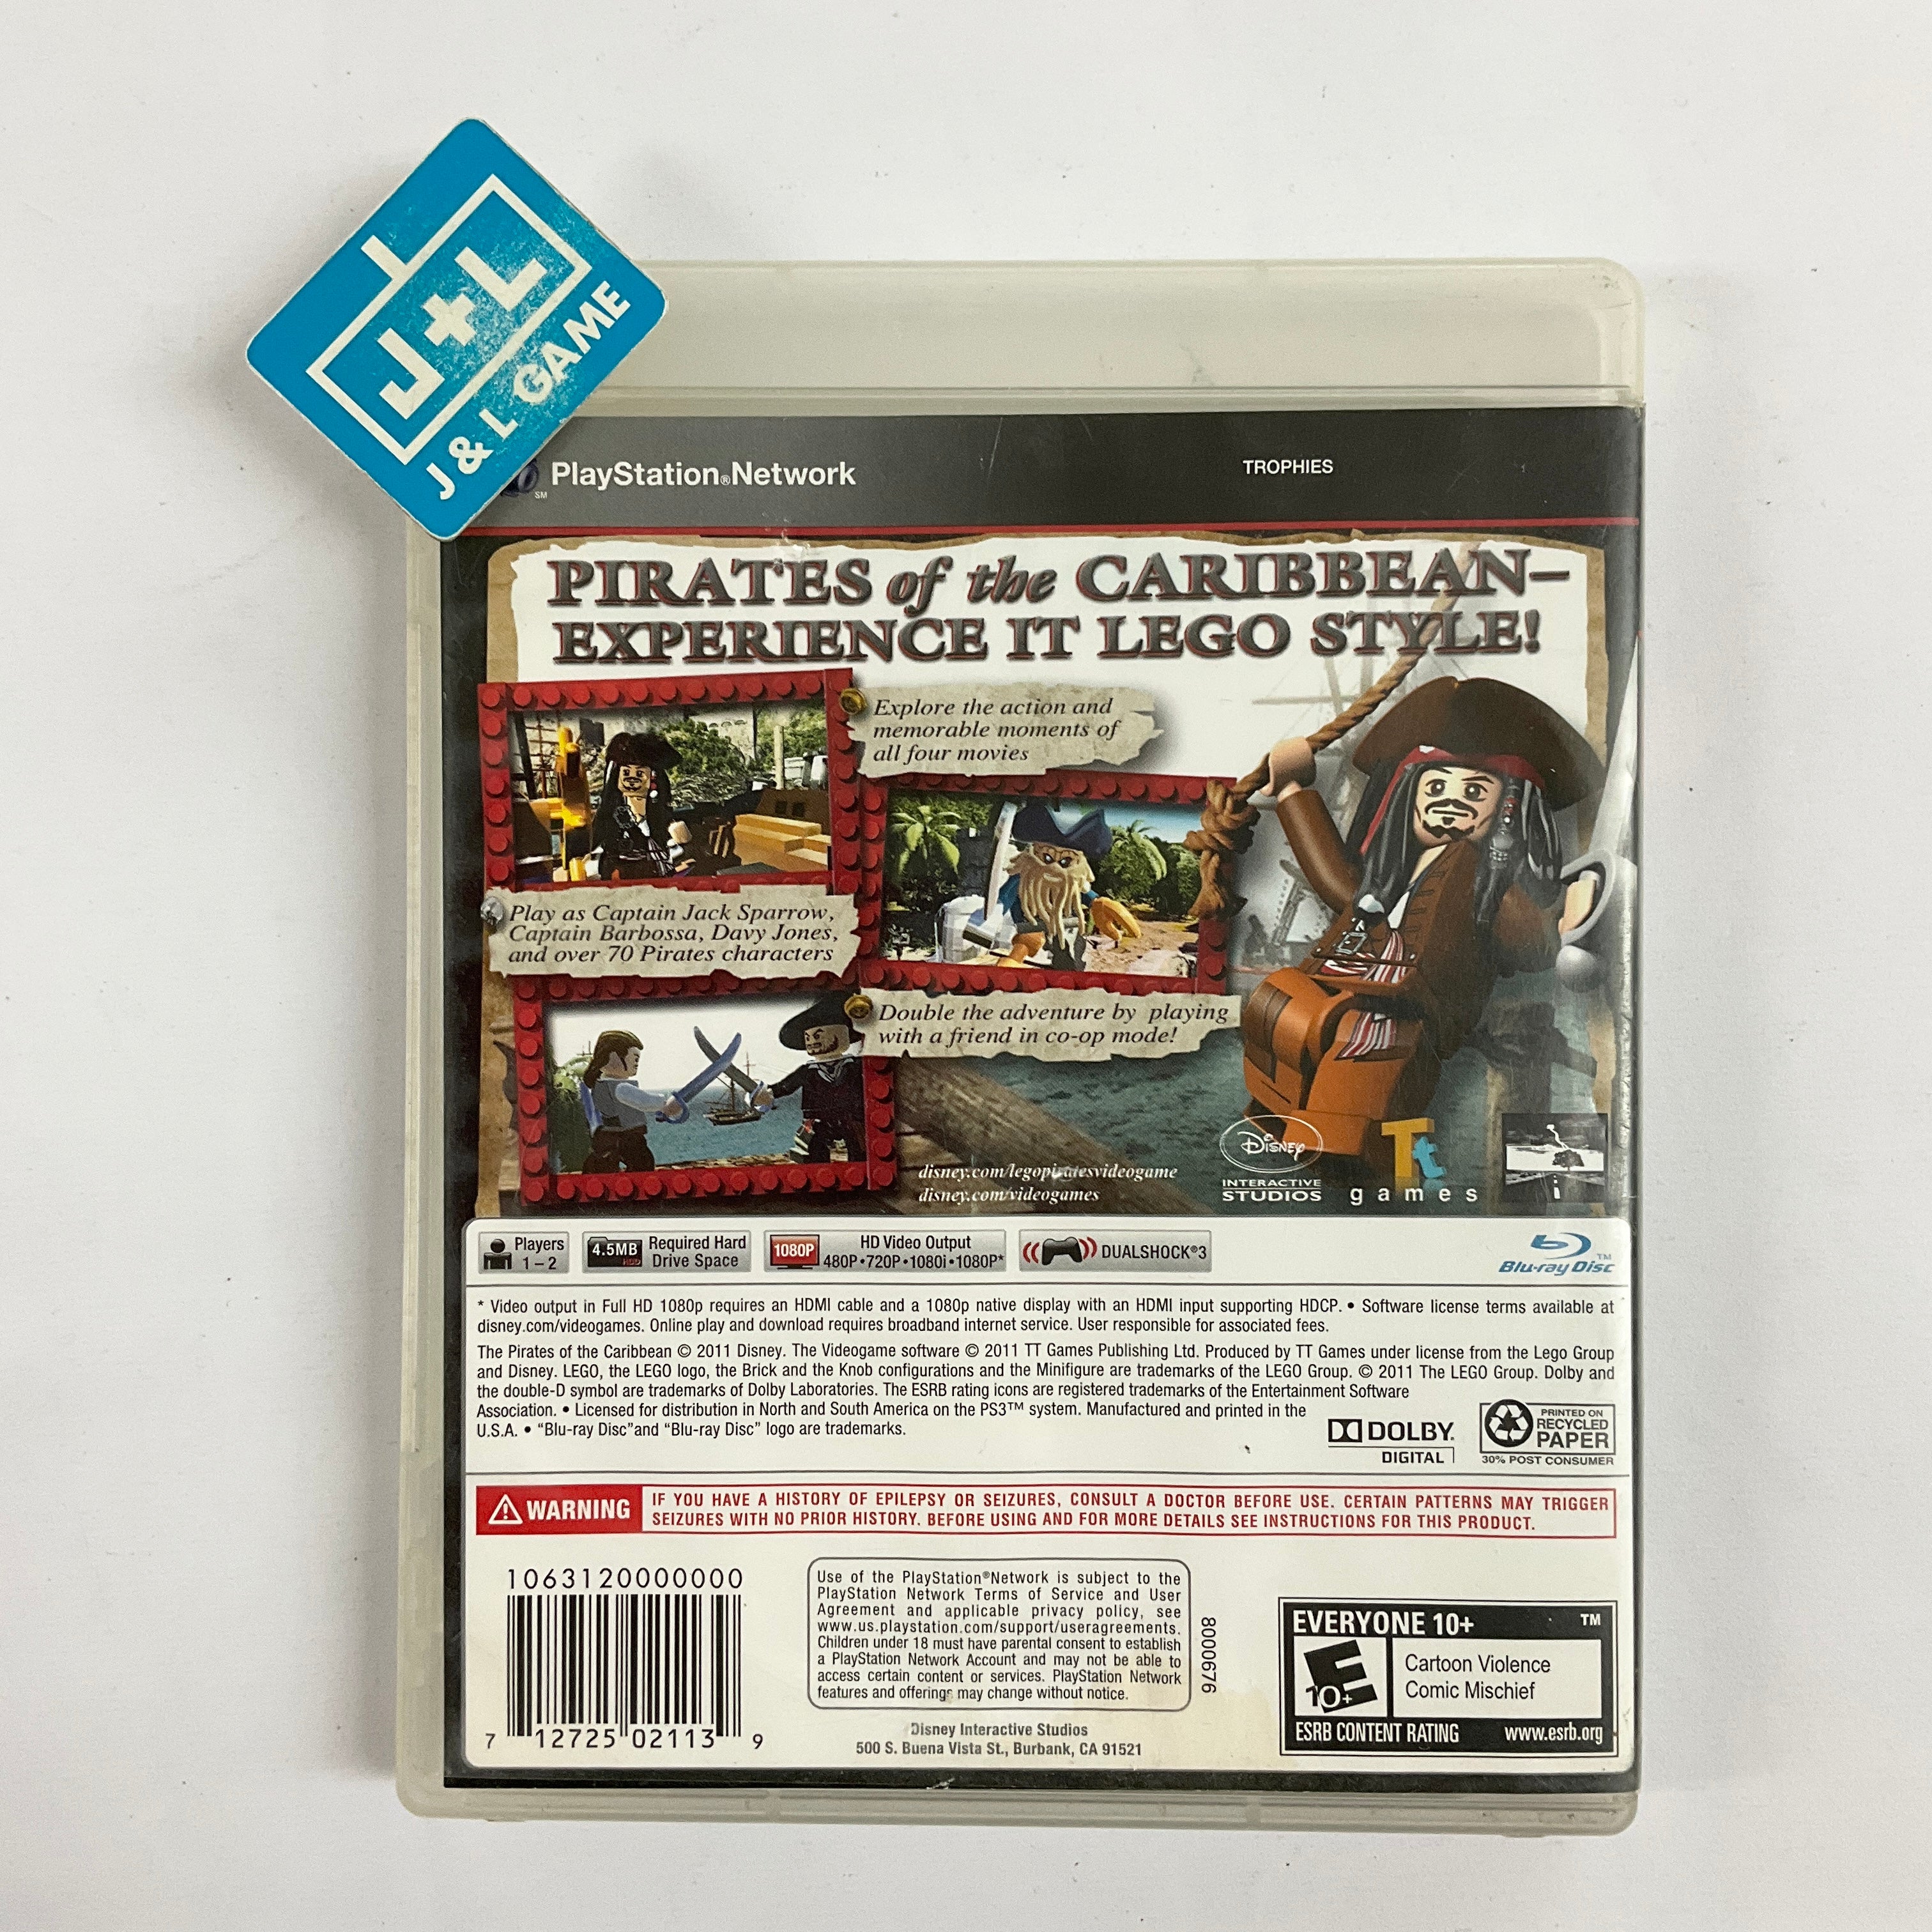 J+L
J & L GAME
SM PlayStation®Network
TROPHIES
PIRATES of the CARIBBEAN–
EXPERIENCE IT LEGO STYLE!
Explore the action and
memorable moments of
all four movies
Play as Captain Jack Sparrow,
Captain Barbossa, Davy Jones,
and over 70 Pirates characters
Double the adventure by playing
with a friend in co-op mode!
disney.com/legopiratesvideogame
disney.com/videogames
Disney
INTERACTIVE
STUDIOS
Tt
games
Players
1 – 2
4.5MB
HDD
Required Hard
Drive Space
1080P
HD Video Output
480P•720P•1080i•1080P*
DUALSHOCK®3
Blu-ray Disc™
* Video output in Full HD 1080p requires an HDMI cable and a 1080p native display with an HDMI input supporting HDCP. • Software license terms available at
disney.com/videogames. Online play and download requires broadband internet service. User responsible for associated fees.
The Pirates of the Caribbean © 2011 Disney. The Videogame software © 2011 TT Games Publishing Ltd. Produced by TT Games under license from the Lego Group
and Disney. LEGO, the LEGO logo, the Brick and the Knob configurations and the Minifigure are trademarks of the LEGO Group. © 2011 The LEGO Group. Dolby and
the double-D symbol are trademarks of Dolby Laboratories. The ESRB rating icons are registered trademarks of the Entertainment Software
Association. • Licensed for distribution in North and South America on the PS3™ system. Manufactured and printed in the
U.S.A. • “Blu-ray Disc”and “Blu-ray Disc” logo are trademarks.
DOLBY.
DIGITAL
PRINTED ON
RECYCLED
PAPER
30% POST CONSUMER
WARNING
IF YOU HAVE A HISTORY OF EPILEPSY OR SEIZURES, CONSULT A DOCTOR BEFORE USE. CERTAIN PATTERNS MAY TRIGGER
SEIZURES WITH NO PRIOR HISTORY. BEFORE USING AND FOR MORE DETAILS SEE INSTRUCTIONS FOR THIS PRODUCT.
1063120000000
7 12725 02113 9
Use of the PlayStation®Network is subject to the
PlayStation Network Terms of Service and User
Agreement and applicable privacy policy, see
www.us.playstation.com/support/useragreements.
Children under 18 must have parental consent to establish
a PlayStation Network Account and may not be able to
access certain content or services. PlayStation Network
features and offerings may change without notice.
8000676
Disney Interactive Studios
500 S. Buena Vista St., Burbank, CA 91521
EVERYONE 10+ ™
E
10+
Cartoon Violence
Comic Mischief
ESRB CONTENT RATING www.esrb.org